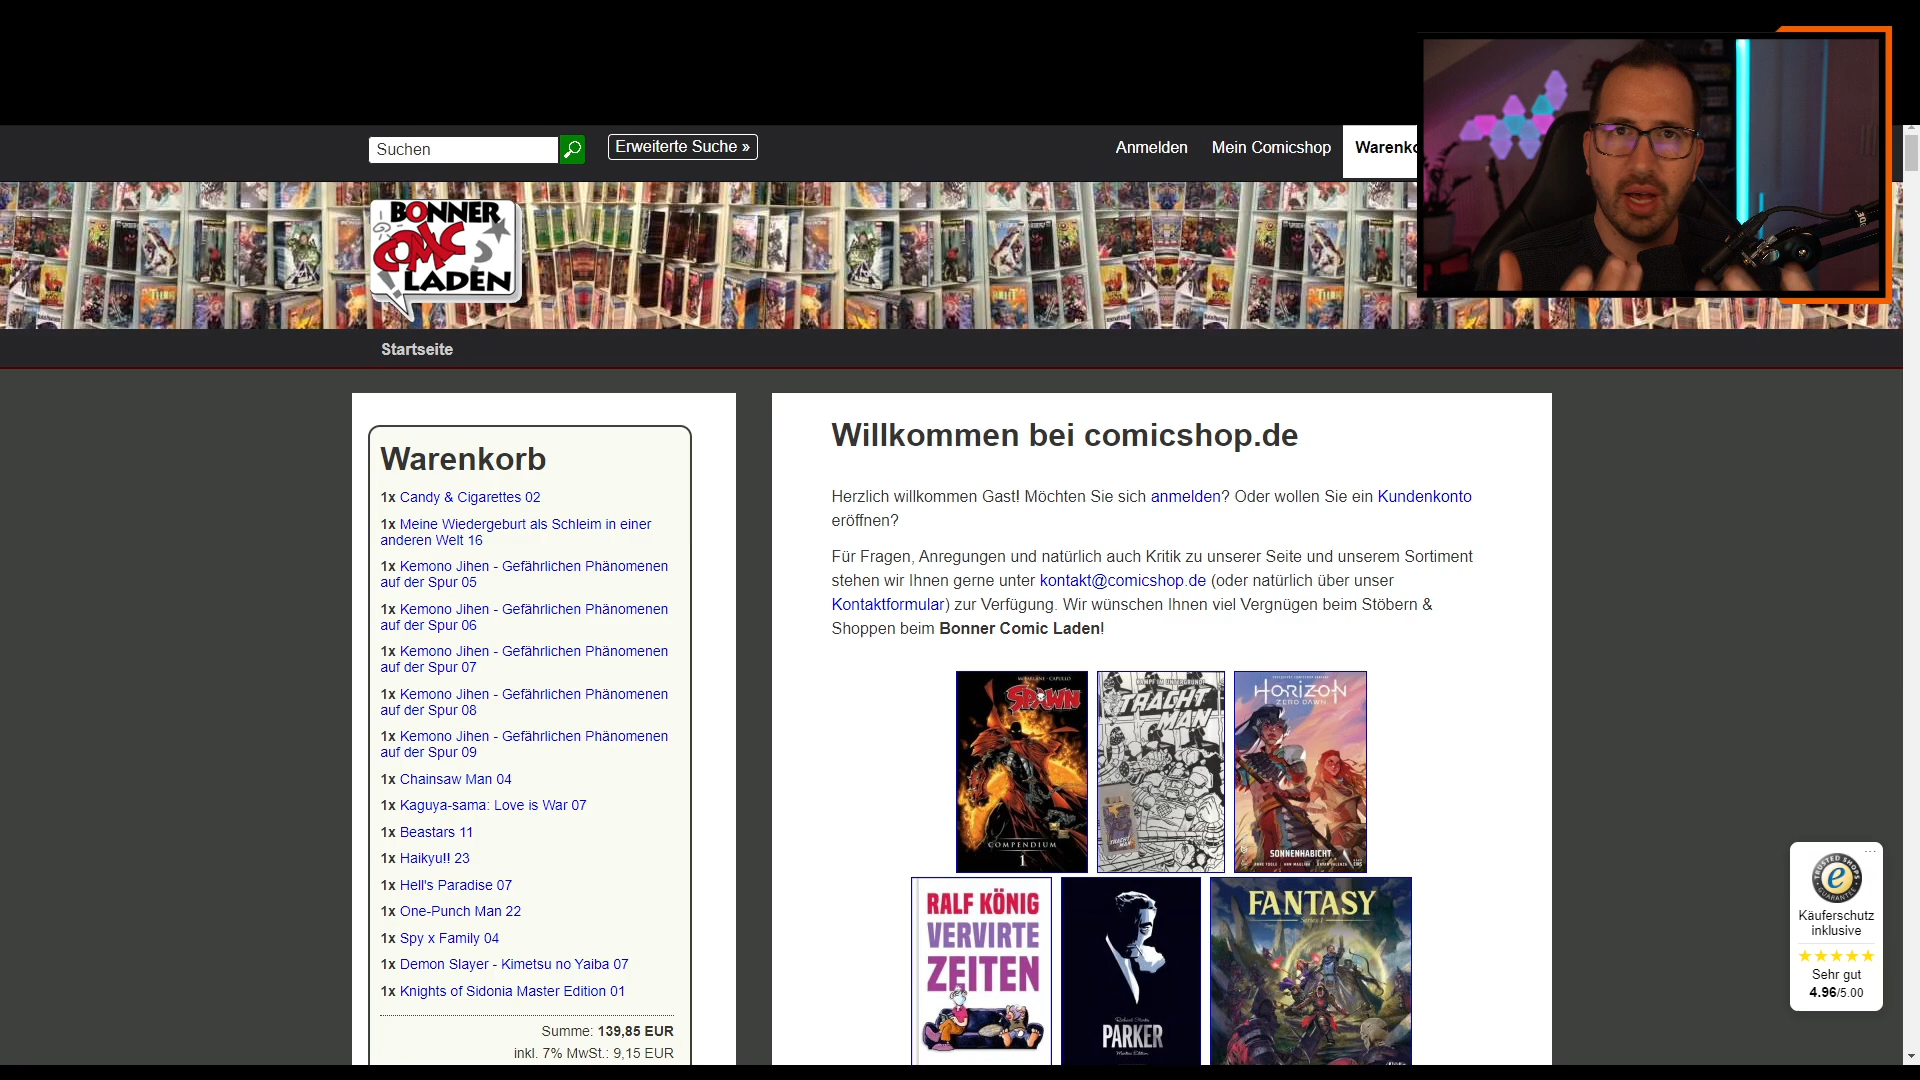 Suchen
Erweiterte Suche »
Anmelden
Mein Comicshop
BONNER
COMIC
LADEN
Startseite
Warenkorb
1x Candy & Cigarettes 02
1x Meine Wiedergeburt als Schleim in einer
anderen Welt 16
1x Kemono Jihen - Gefährlichen Phänomenen
auf der Spur 05
1x Kemono Jihen - Gefährlichen Phänomenen
auf der Spur 06
1x Kemono Jihen - Gefährlichen Phänomenen
auf der Spur 07
1x Kemono Jihen - Gefährlichen Phänomenen
auf der Spur 08
1x Kemono Jihen - Gefährlichen Phänomenen
auf der Spur 09
1x Chainsaw Man 04
1x Kaguya-sama: Love is War 07
1x Beastars 11
1x Haikyu!! 23
1x Hell's Paradise 07
1x One-Punch Man 22
1x Spy x Family 04
1x Demon Slayer - Kimetsu no Yaiba 07
1x Knights of Sidonia Master Edition 01
Summe: 139,85 EUR
inkl. 7% MwSt.: 9,15 EUR
Willkommen bei comicshop.de
Herzlich willkommen Gast! Möchten Sie sich anmelden? Oder wollen Sie ein Kundenkonto
eröffnen?
Für Fragen, Anregungen und natürlich auch Kritik zu unserer Seite und unserem Sortiment
stehen wir Ihnen gerne unter kontakt@comicshop.de (oder natürlich über unser
Kontaktformular) zur Verfügung. Wir wünschen Ihnen viel Vergnügen beim Stöbern &
Shoppen beim Bonner Comic Laden!
McFARLANE · CAPULLO
SPAWN
COMPENDIUM
1
KAMPF IM UNTERGRUND!
TRACHT
MAN
HORIZON
ZERO DAWN
SONNENHABICHT
RALF KÖNIG
VERVIRTE
ZEITEN
PARKER
FANTASY
Series 1
TRUSTED SHOPS
GUARANTEE
Käuferschutz
inklusive
Sehr gut
4.96/5.00